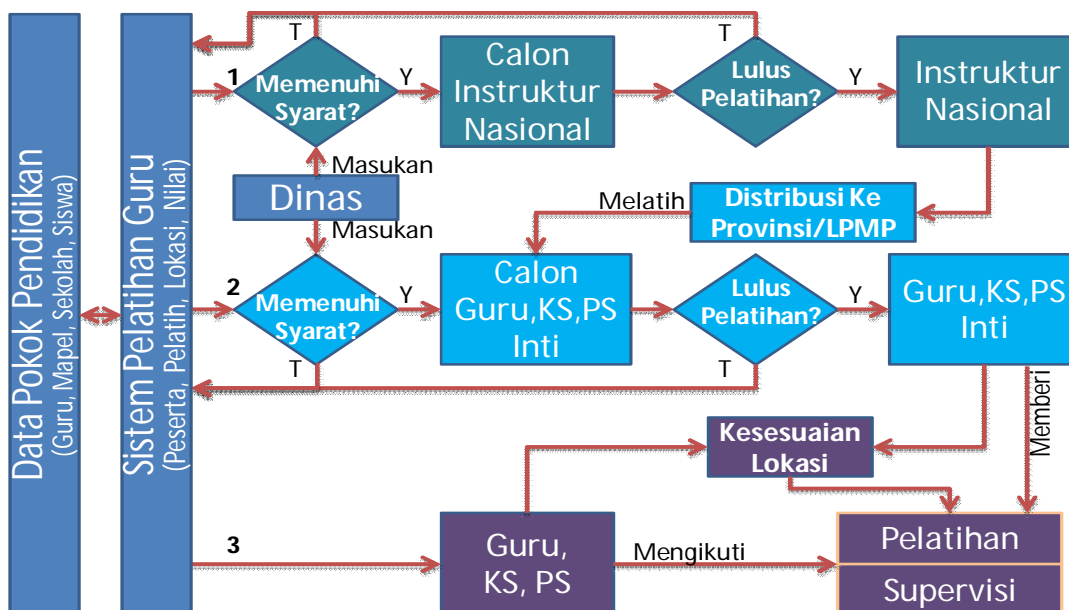 Data Pokok Pendidikan
(Guru, Mapel, Sekolah, Siswa)
Sistem Pelatihan Guru
(Peserta, Pelatih, Lokasi, Nilai)
T
T
1
Memenuhi
Syarat?
Y
Calon
Instruktur
Nasional
Lulus
Pelatihan?
Y
Instruktur
Nasional
Masukan
Dinas
Masukan
Melatih
Distribusi Ke
Provinsi/LPMP
2
Memenuhi
Syarat?
Y
Calon
Guru,KS,PS
Inti
Lulus
Pelatihan?
Y
Guru,KS,PS
Inti
T
T
Memberi
Kesesuaian
Lokasi
3
Guru,
KS, PS
Mengikuti
Pelatihan
Supervisi